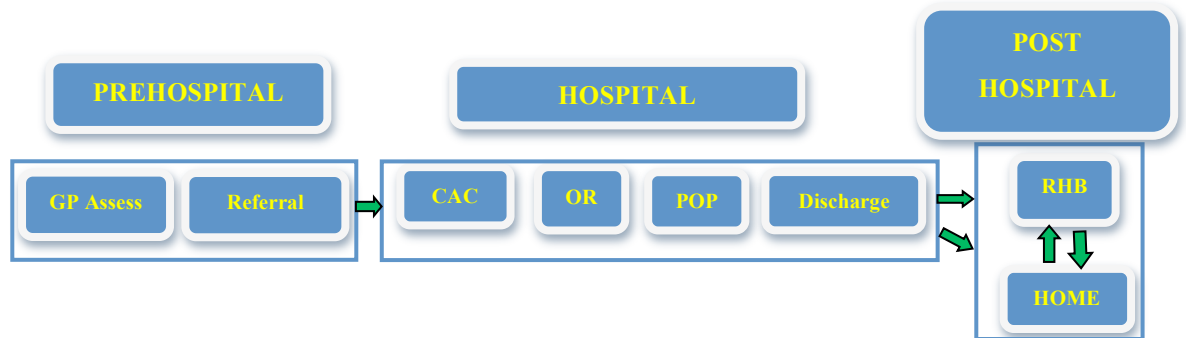 PREHOSPITAL
HOSPITAL
POST
HOSPITAL
GP Assess
Referral
CAC
OR
POP
Discharge
RHB
HOME